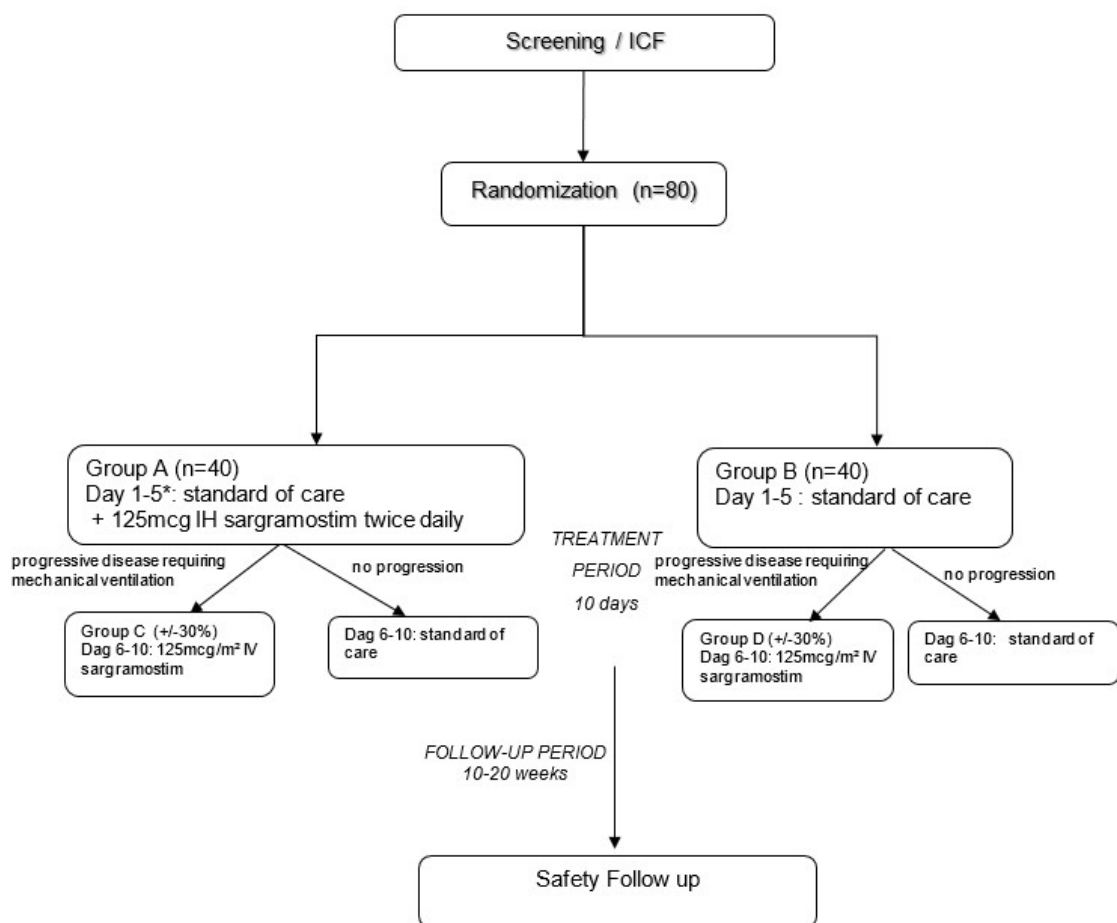 Screening / ICF
Randomization (n=80)
Group A (n=40)
Day 1-5*: standard of care
+ 125mcg IH sargramostim twice daily
Group B (n=40)
Day 1-5 : standard of care
progressive disease requiring
mechanical ventilation
no progression
TREATMENT
PERIOD
10 days
progressive disease requiring
mechanical ventilation
no progression
Group C (+/-30%)
Dag 6-10: 125mcg/m² IV
sargramostim
Dag 6-10: standard of
care
Group D (+/-30%)
Dag 6-10: 125mcg/m² IV
sargramostim
Dag 6-10: standard of
care
FOLLOW-UP PERIOD
10-20 weeks
Safety Follow up